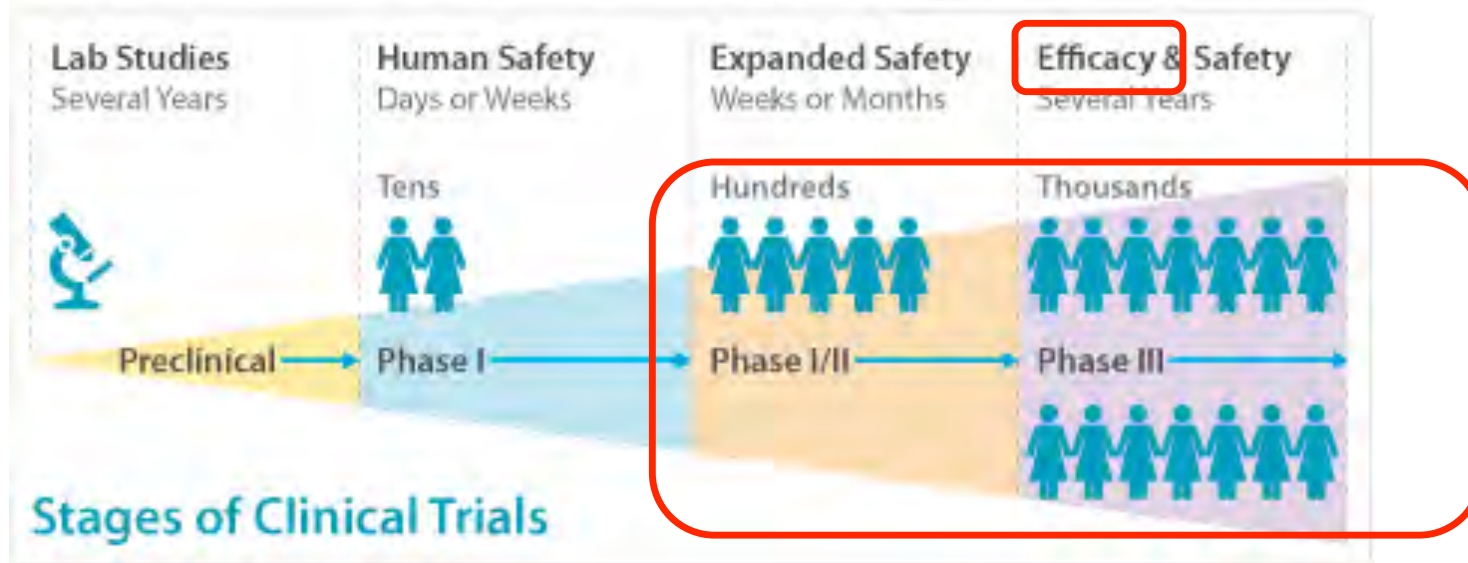 Lab Studies
Several Years
Human Safety
Days or Weeks
Expanded Safety
Weeks or Months
Efficacy & Safety
Several Years
Tens
Hundreds
Thousands
Preclinical
Phase I
Phase I/II
Phase III
Stages of Clinical Trials